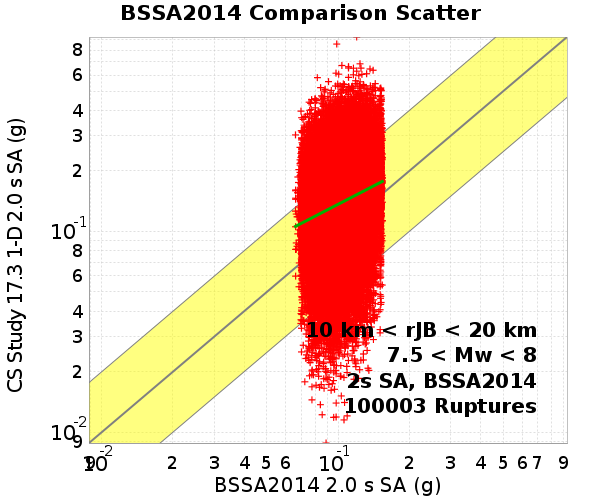 BSSA2014 Comparison Scatter
CS Study 17.3 1-D 2.0 s SA (g)
8
6
4
3
2
10-1
8
6
4
3
2
10-2
9
10 km < rJB < 20 km
7.5 < Mw < 8
2s SA, BSSA2014
100003 Ruptures
9 10-2 2 3 4 5 6 10-1 2 3 4 5 6 7 9
BSSA2014 2.0 s SA (g)